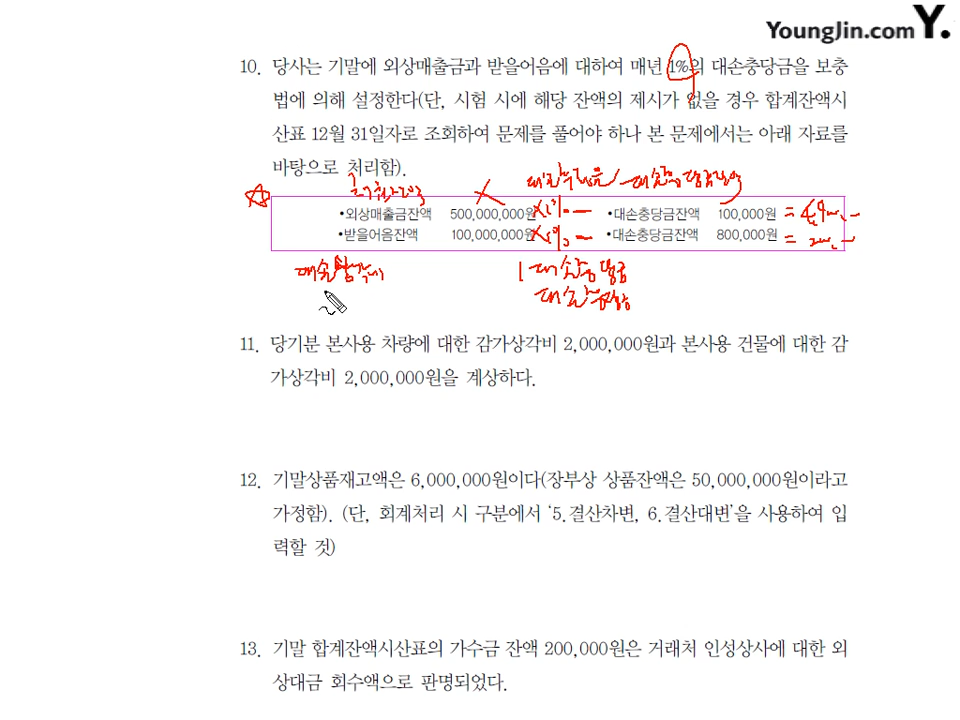 YoungJin.com Y.
10. 당사는 기말에 외상매출금과 받을어음에 대하여 매년 1%의 대손충당금을 보충
법에 의해 설정한다(단, 시험 시에 해당 잔액의 제시가 없을 경우 합계잔액시
산표 12월 31일자로 조회하여 문제를 풀어야 하나 본 문제에서는 아래 자료를
바탕으로 처리함).
•외상매출금잔액 500,000,000원 ×1% - •대손충당금잔액 100,000원 =
•받을어음잔액 100,000,000원 ×1% - •대손충당금잔액 800,000원 =
대손충당금
11. 당기분 본사용 차량에 대한 감가상각비 2,000,000원과 본사용 건물에 대한 감
가상각비 2,000,000원을 계상하다.
12. 기말상품재고액은 6,000,000원이다(장부상 상품잔액은 50,000,000원이라고
가정함). (단, 회계처리 시 구분에서 ‘5.결산차변, 6.결산대변’을 사용하여 입
력할 것)
13. 기말 합계잔액시산표의 가수금 잔액 200,000원은 거래처 인성상사에 대한 외
상대금 회수액으로 판명되었다.